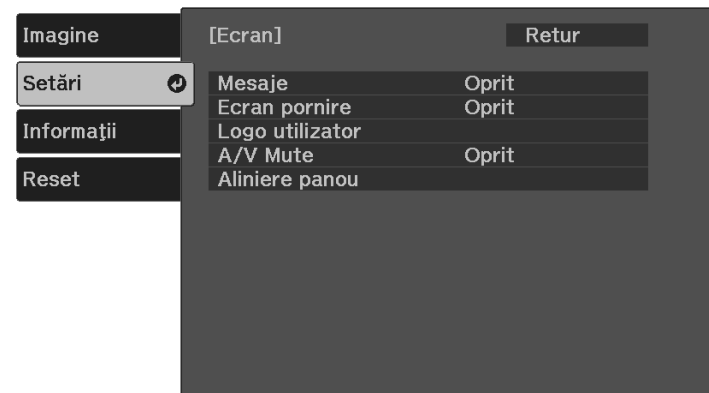 Imagine
Setări
Informaţii
Reset
[Ecran] Retur
Mesaje Oprit
Ecran pornire Oprit
Logo utilizator
A/V Mute Oprit
Aliniere panou